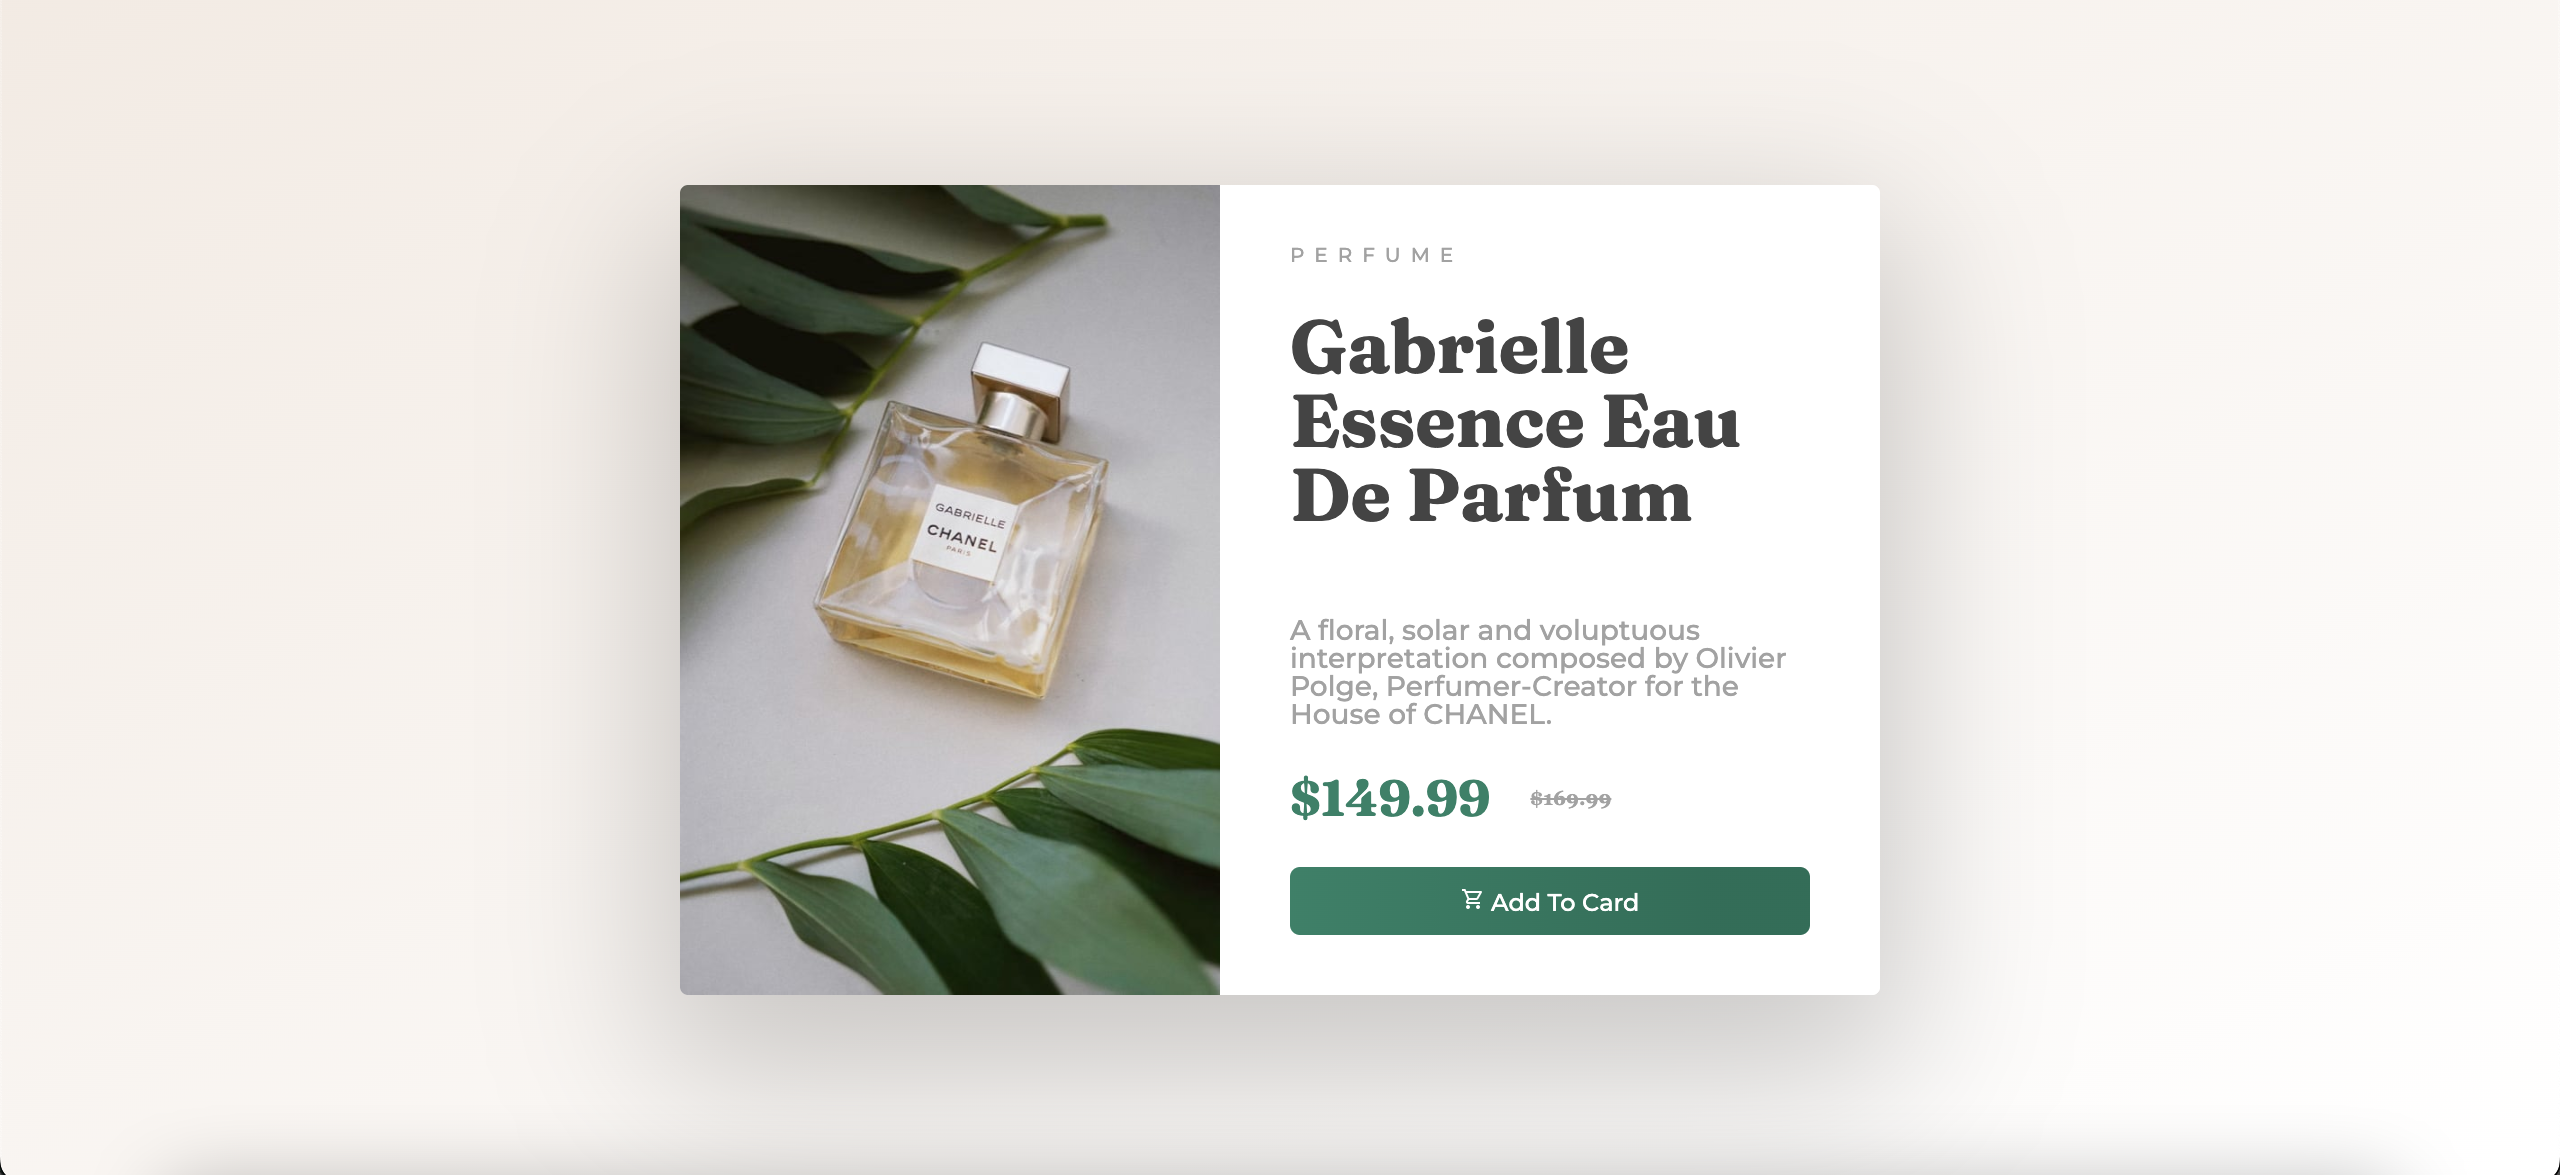 GABRIELLE
CHANEL
PARIS
PERFUME
Gabrielle
Essence Eau
De Parfum
A floral, solar and voluptuous
interpretation composed by Olivier
Polge, Perfumer-Creator for the
House of CHANEL.
$149.99 $169.99
Add To Card